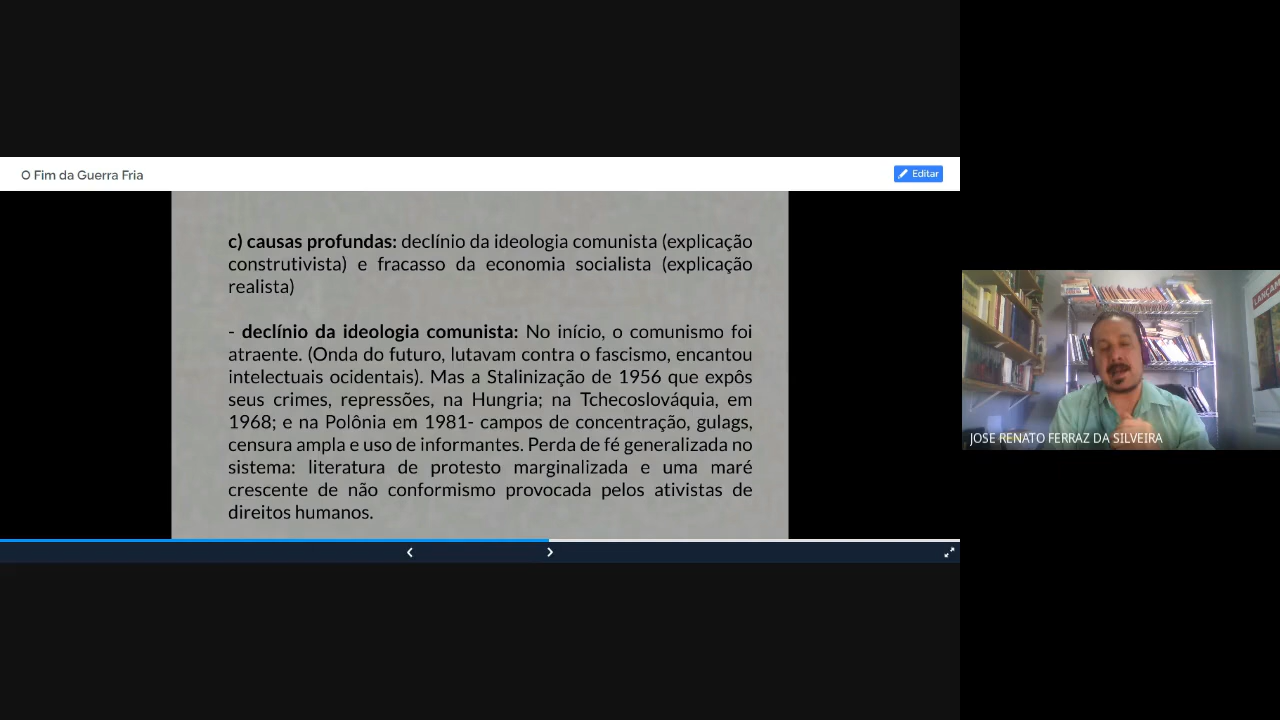 O Fim da Guerra Fria
Editar
c) causas profundas: declínio da ideologia comunista (explicação
construtivista) e fracasso da economia socialista (explicação
realista)
- declínio da ideologia comunista: No início, o comunismo foi
atraente. (Onda do futuro, lutavam contra o fascismo, encantou
intelectuais ocidentais). Mas a Stalinização de 1956 que expôs
seus crimes, repressões, na Hungria; na Tchecoslováquia, em
1968; e na Polônia em 1981- campos de concentração, gulags,
censura ampla e uso de informantes. Perda de fé generalizada no
sistema: literatura de protesto marginalizada e uma maré
crescente de não conformismo provocada pelos ativistas de
direitos humanos.
JOSE RENATO FERRAZ DA SILVEIRA